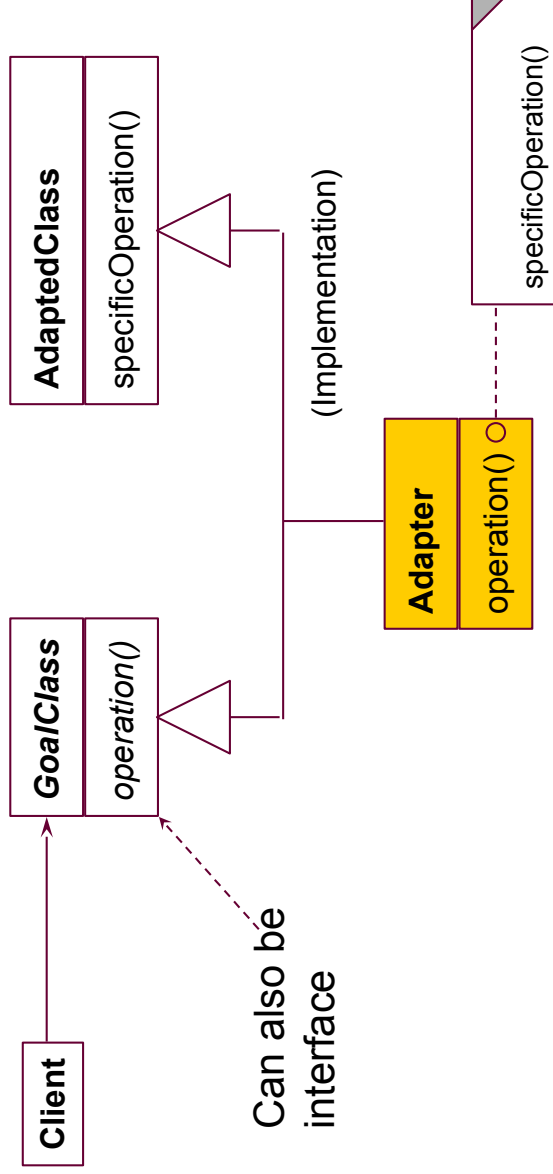 Client
GoalClass
operation()
AdaptedClass
specificOperation()
Can also be
interface
(Implementation)
Adapter
operation()
specificOperation()